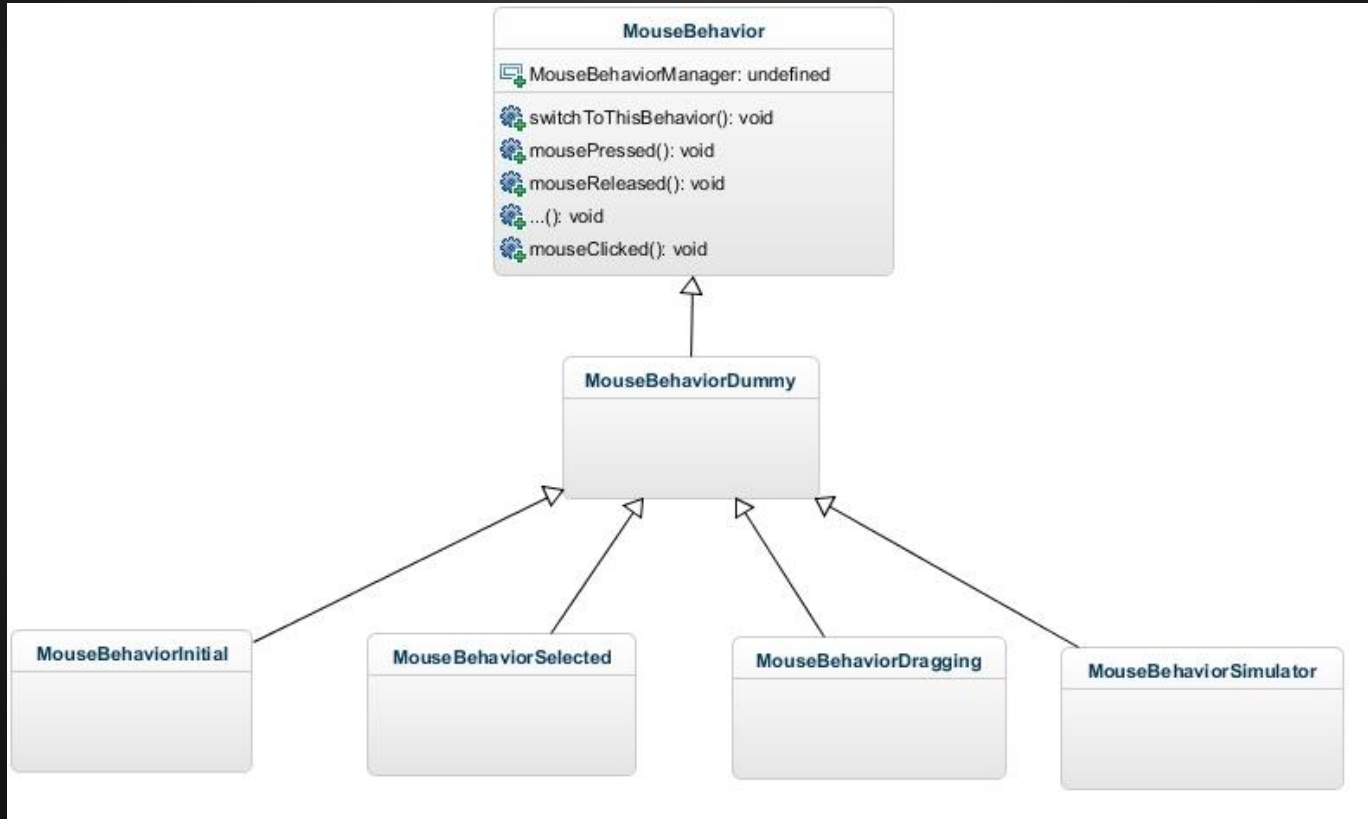 MouseBehavior
MouseBehaviorManager: undefined
switchToThisBehavior(): void
mousePressed(): void
mouseReleased(): void
...(): void
mouseClicked(): void
MouseBehaviorDummy
MouseBehaviorInitial
MouseBehaviorSelected
MouseBehaviorDragging
MouseBehaviorSimulator